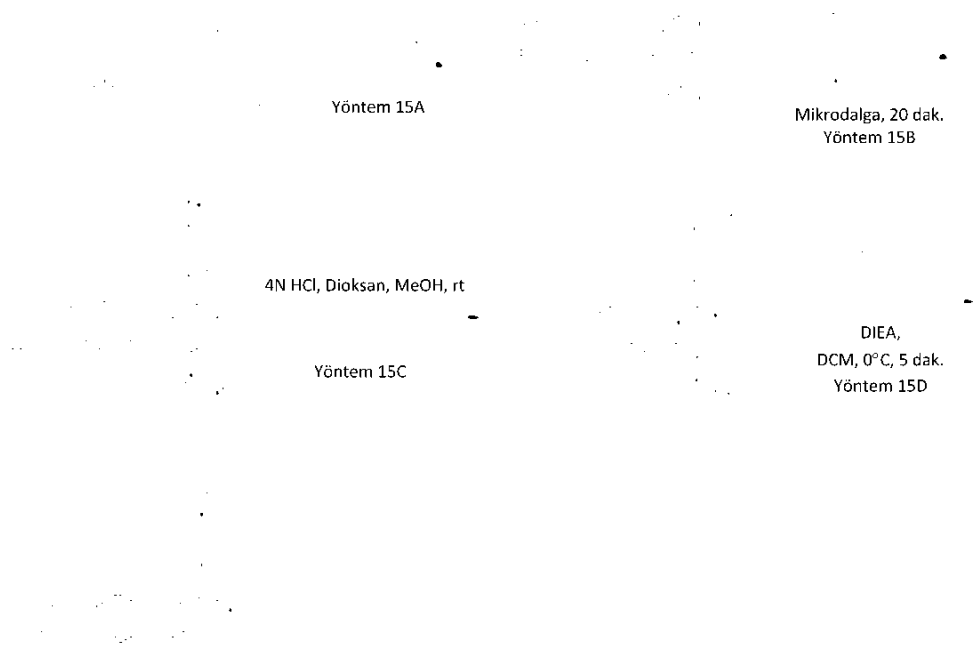 Yöntem 15A
Mikrodalga, 20 dak.
Yöntem 15B
4N HCl, Dioksan, MeOH, rt
Yöntem 15C
DIEA,
DCM, 0°C, 5 dak.
Yöntem 15D